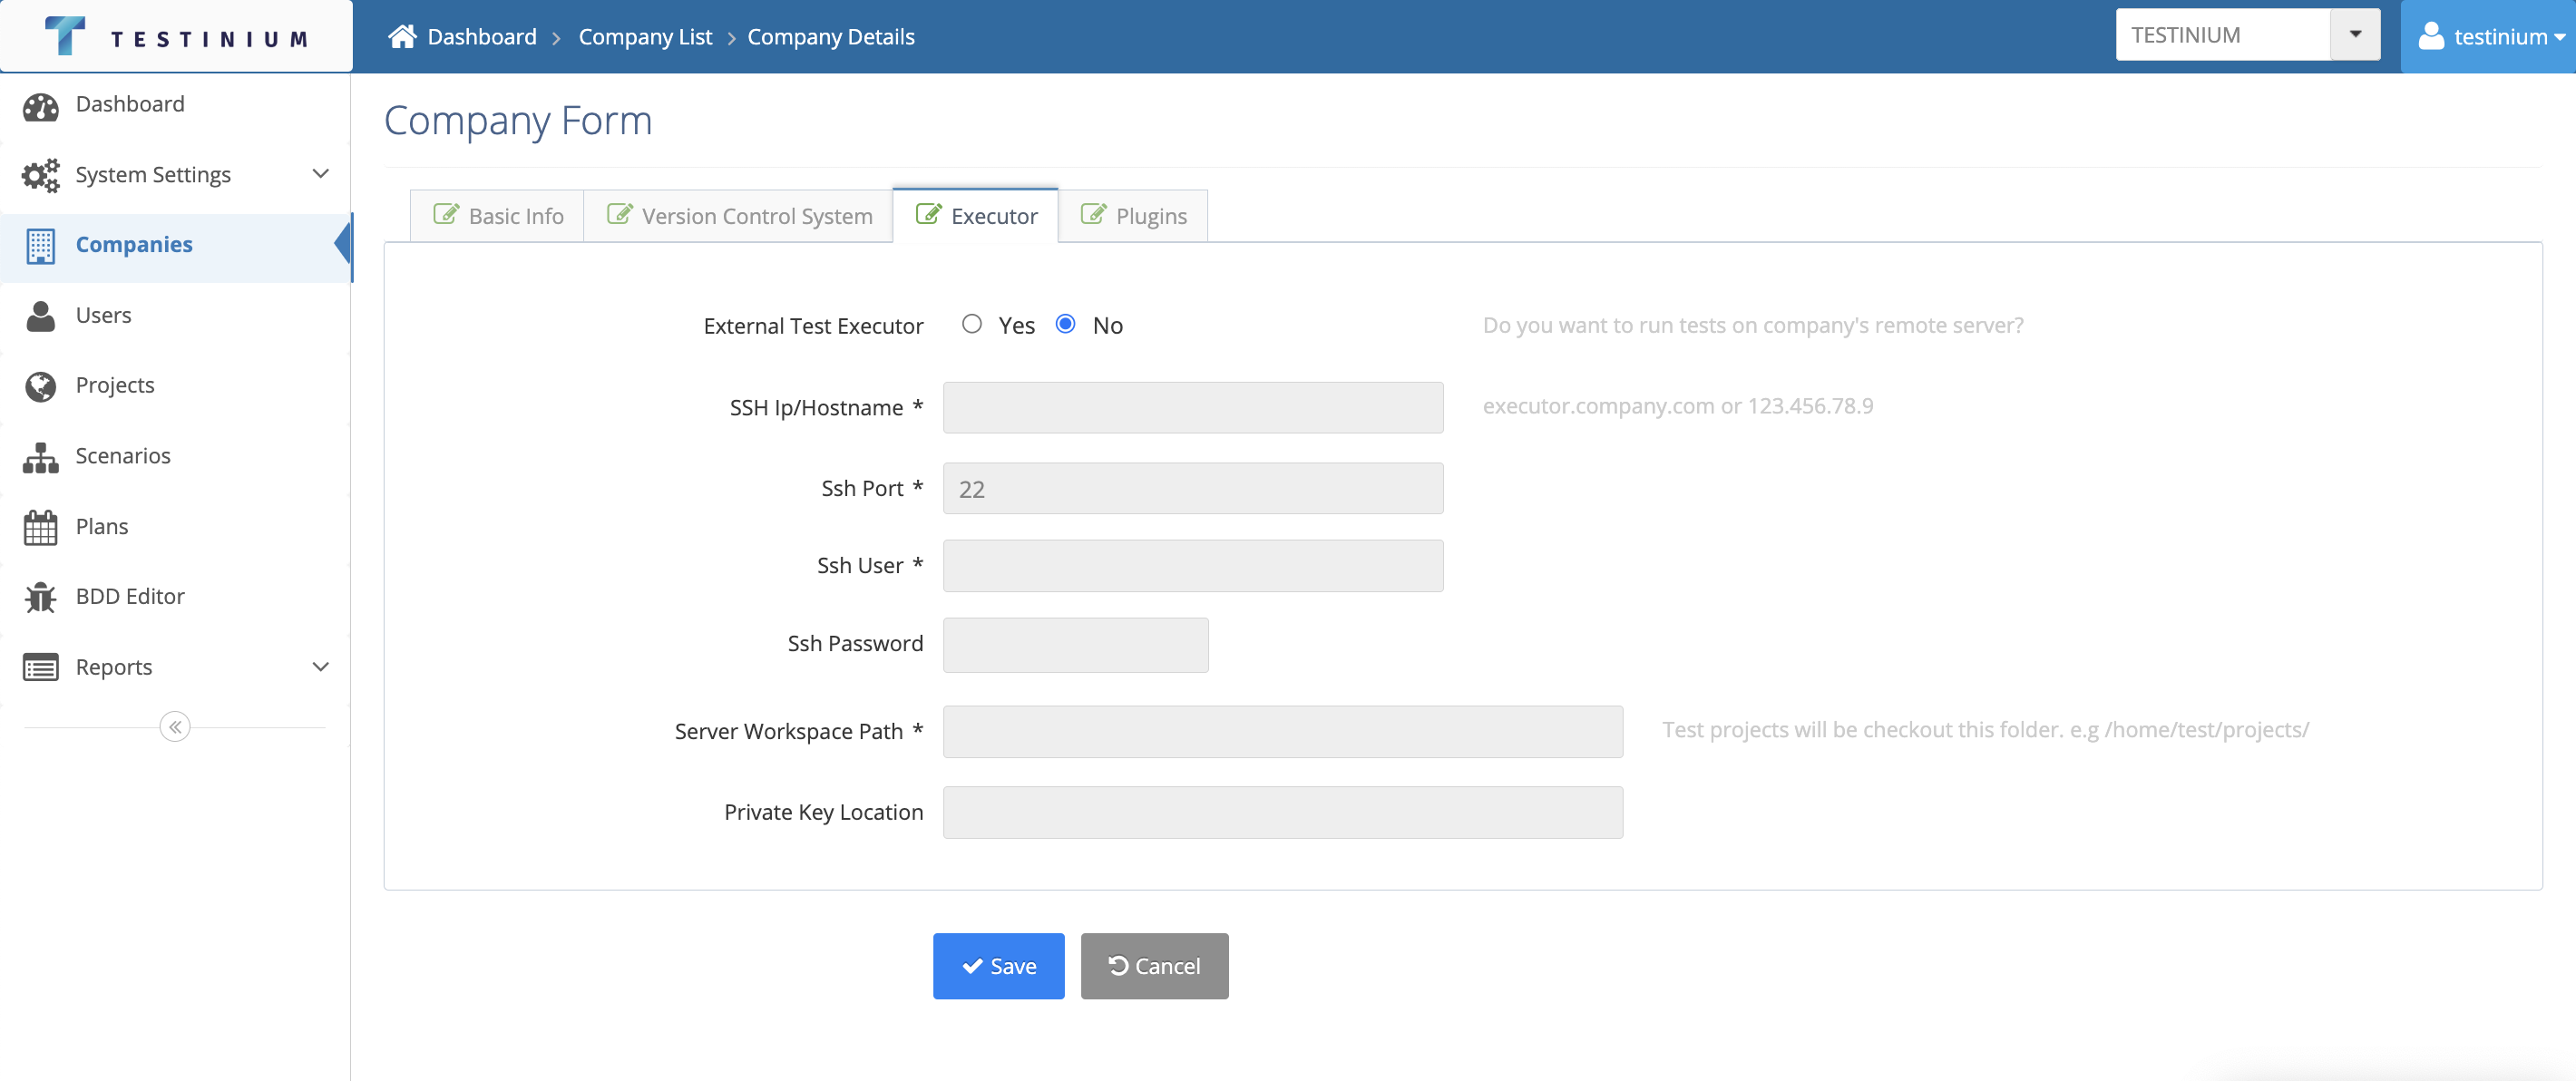 TESTINIUM
Dashboard > Company List > Company Details
TESTINIUM
testinium
Dashboard
System Settings
Companies
Users
Projects
Scenarios
Plans
BDD Editor
Reports
Company Form
Basic Info
Version Control System
Executor
Plugins
External Test Executor Yes No Do you want to run tests on company's remote server?
SSH Ip/Hostname * executor.company.com or 123.456.78.9
Ssh Port * 22
Ssh User *
Ssh Password
Server Workspace Path * Test projects will be checkout this folder. e.g /home/test/projects/
Private Key Location
Save
Cancel